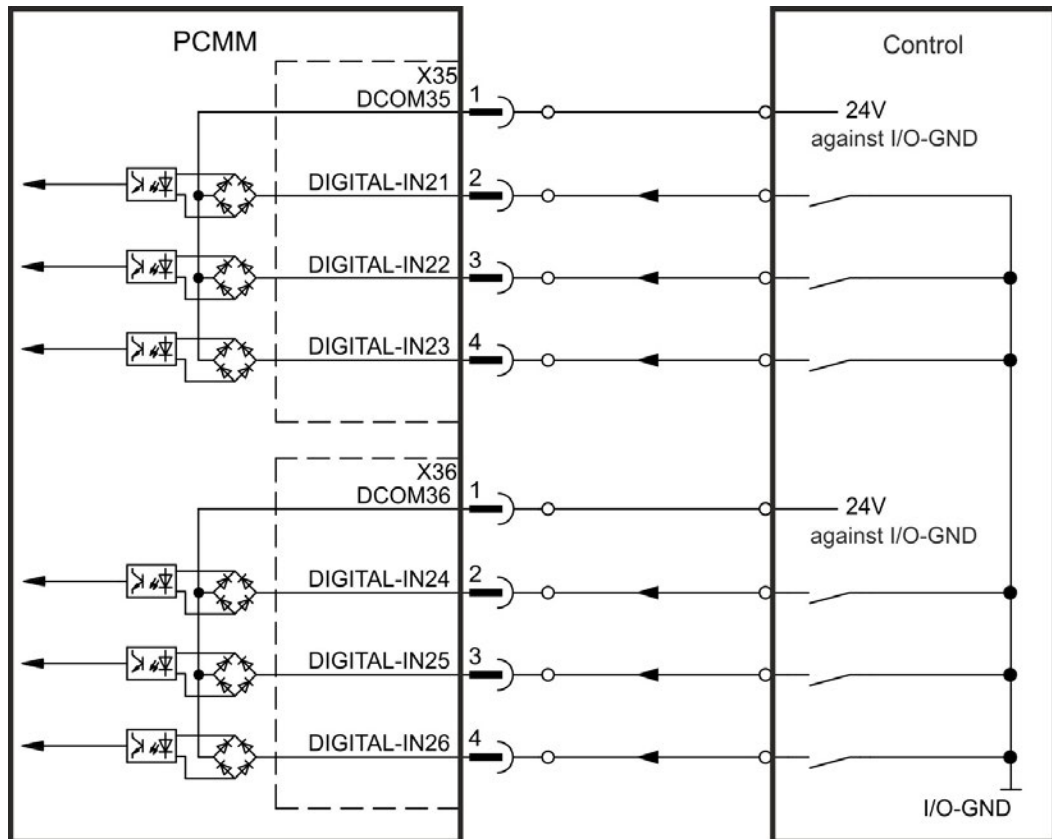 PCMM
Control
X35
DCOM35
1
24V
against I/O-GND
DIGITAL-IN21
2
DIGITAL-IN22
3
DIGITAL-IN23
4
X36
DCOM36
1
24V
against I/O-GND
DIGITAL-IN24
2
DIGITAL-IN25
3
DIGITAL-IN26
4
I/O-GND